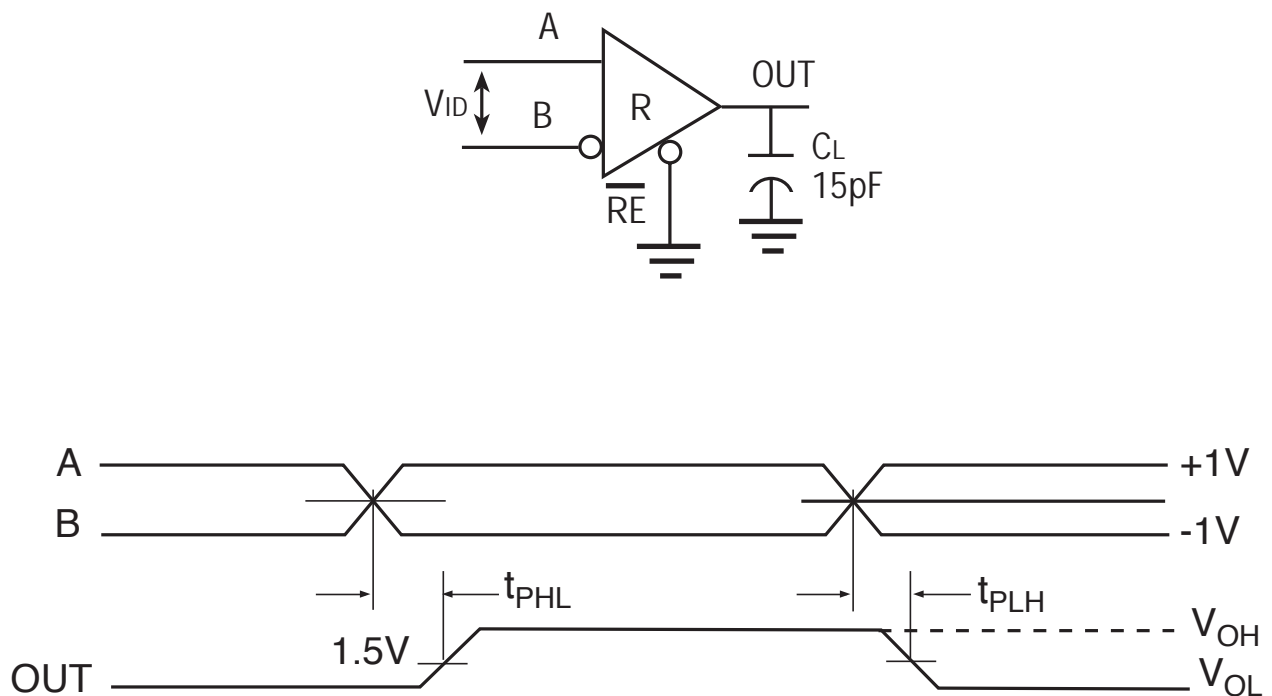 A
OUT
VID
B
R
CL
15pF
RE
A
+1V
B
-1V
tPHL
tPLH
1.5V
VOH
OUT
VOL